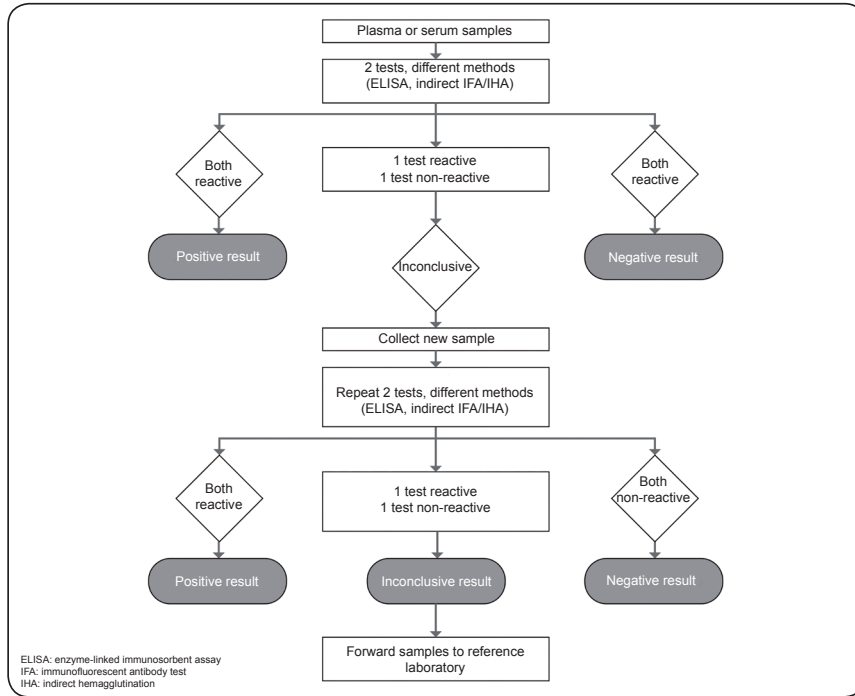 Plasma or serum samples
2 tests, different methods
(ELISA, indirect IFA/IHA)
Both
reactive
1 test reactive
1 test non-reactive
Both
reactive
Positive result
Inconclusive
Negative result
Collect new sample
Repeat 2 tests, different methods
(ELISA, indirect IFA/IHA)
Both
reactive
1 test reactive
1 test non-reactive
Both
non-reactive
Positive result
Inconclusive result
Negative result
Forward samples to reference
laboratory
ELISA: enzyme-linked immunosorbent assay
IFA: immunofluorescent antibody test
IHA: indirect hemagglutination